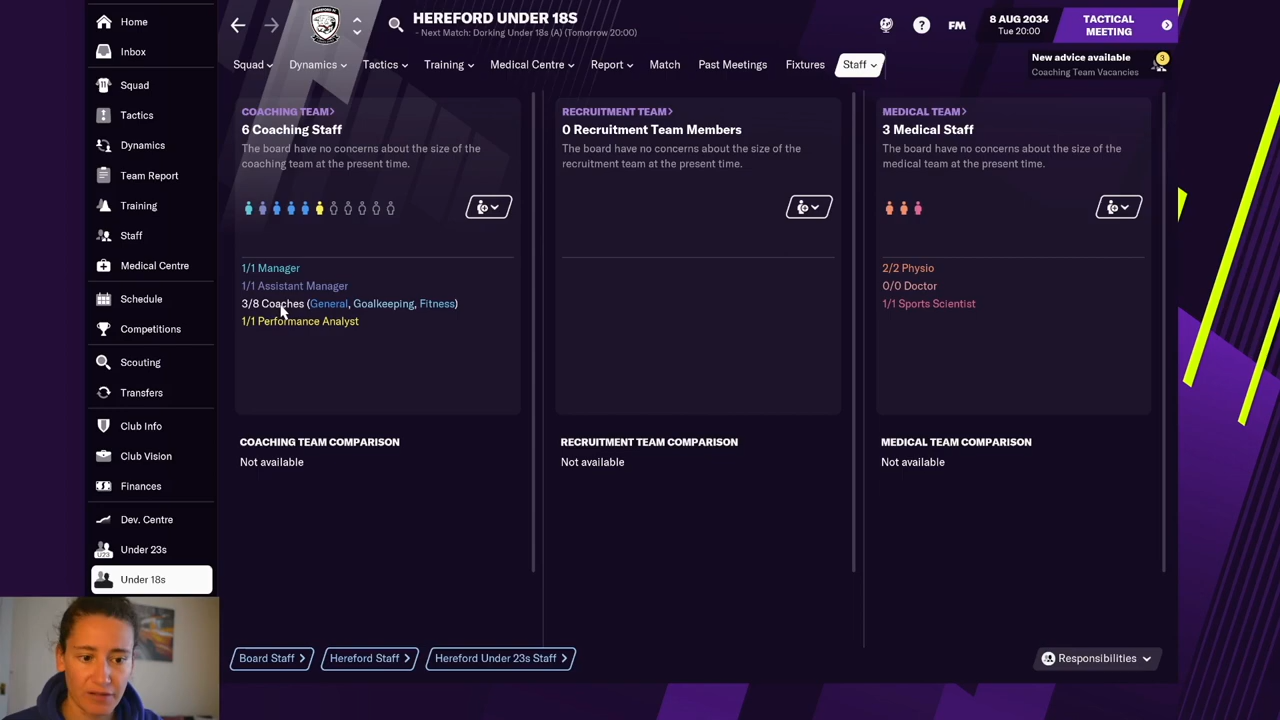 Home
Inbox
Squad
Tactics
Dynamics
Team Report
Training
Staff
Medical Centre
Schedule
Competitions
Scouting
Transfers
Club Info
Club Vision
Finances
Dev. Centre
U23
Under 23s
Under 18s
HEREFORD UNDER 18S
- Next Match: Dorking Under 18s (A) (Tomorrow 20:00)
FM
8 AUG 2034
Tue 20:00
TACTICAL
MEETING
Squad
Dynamics
Tactics
Training
Medical Centre
Report
Match
Past Meetings
Fixtures
Staff
New advice available
Coaching Team Vacancies
3
COACHING TEAM
6 Coaching Staff
The board have no concerns about the size of the
coaching team at the present time.
1/1 Manager
1/1 Assistant Manager
3/8 Coaches (General, Goalkeeping, Fitness)
1/1 Performance Analyst
COACHING TEAM COMPARISON
Not available
RECRUITMENT TEAM
0 Recruitment Team Members
The board have no concerns about the size of the
recruitment team at the present time.
RECRUITMENT TEAM COMPARISON
Not available
MEDICAL TEAM
3 Medical Staff
The board have no concerns about the size of the
medical team at the present time.
2/2 Physio
0/0 Doctor
1/1 Sports Scientist
MEDICAL TEAM COMPARISON
Not available
Board Staff
Hereford Staff
Hereford Under 23s Staff
Responsibilities